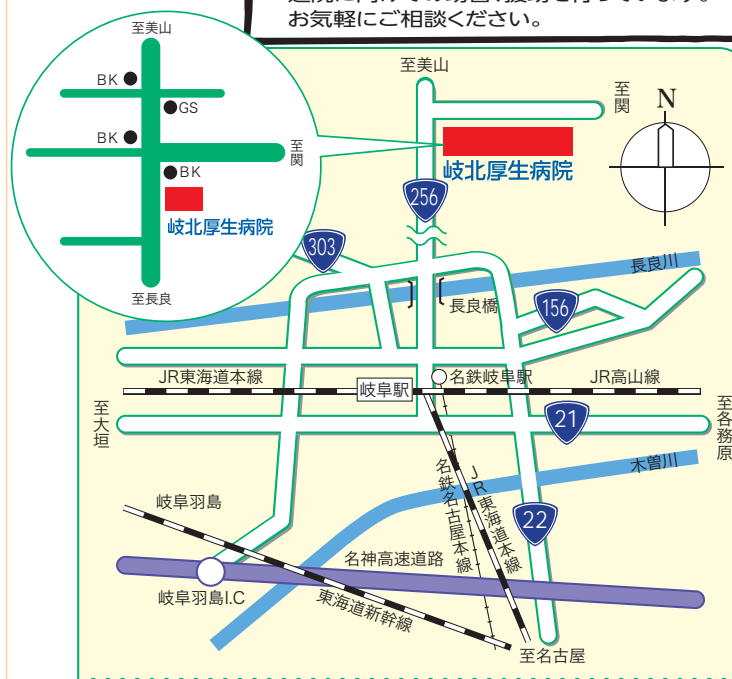 お気軽にご相談ください。
至美山
BK
GS
BK
至関
BK
岐北厚生病院
至長良
至美山
至関
N
岐北厚生病院
256
303
長良川
長良橋
156
JR東海道本線
岐阜駅
名鉄岐阜駅
JR高山線
至大垣
至各務原
21
木曽川
名鉄名古屋本線
JR東海道本線
22
岐阜羽島
名神高速道路
岐阜羽島I.C
東海道新幹線
至名古屋